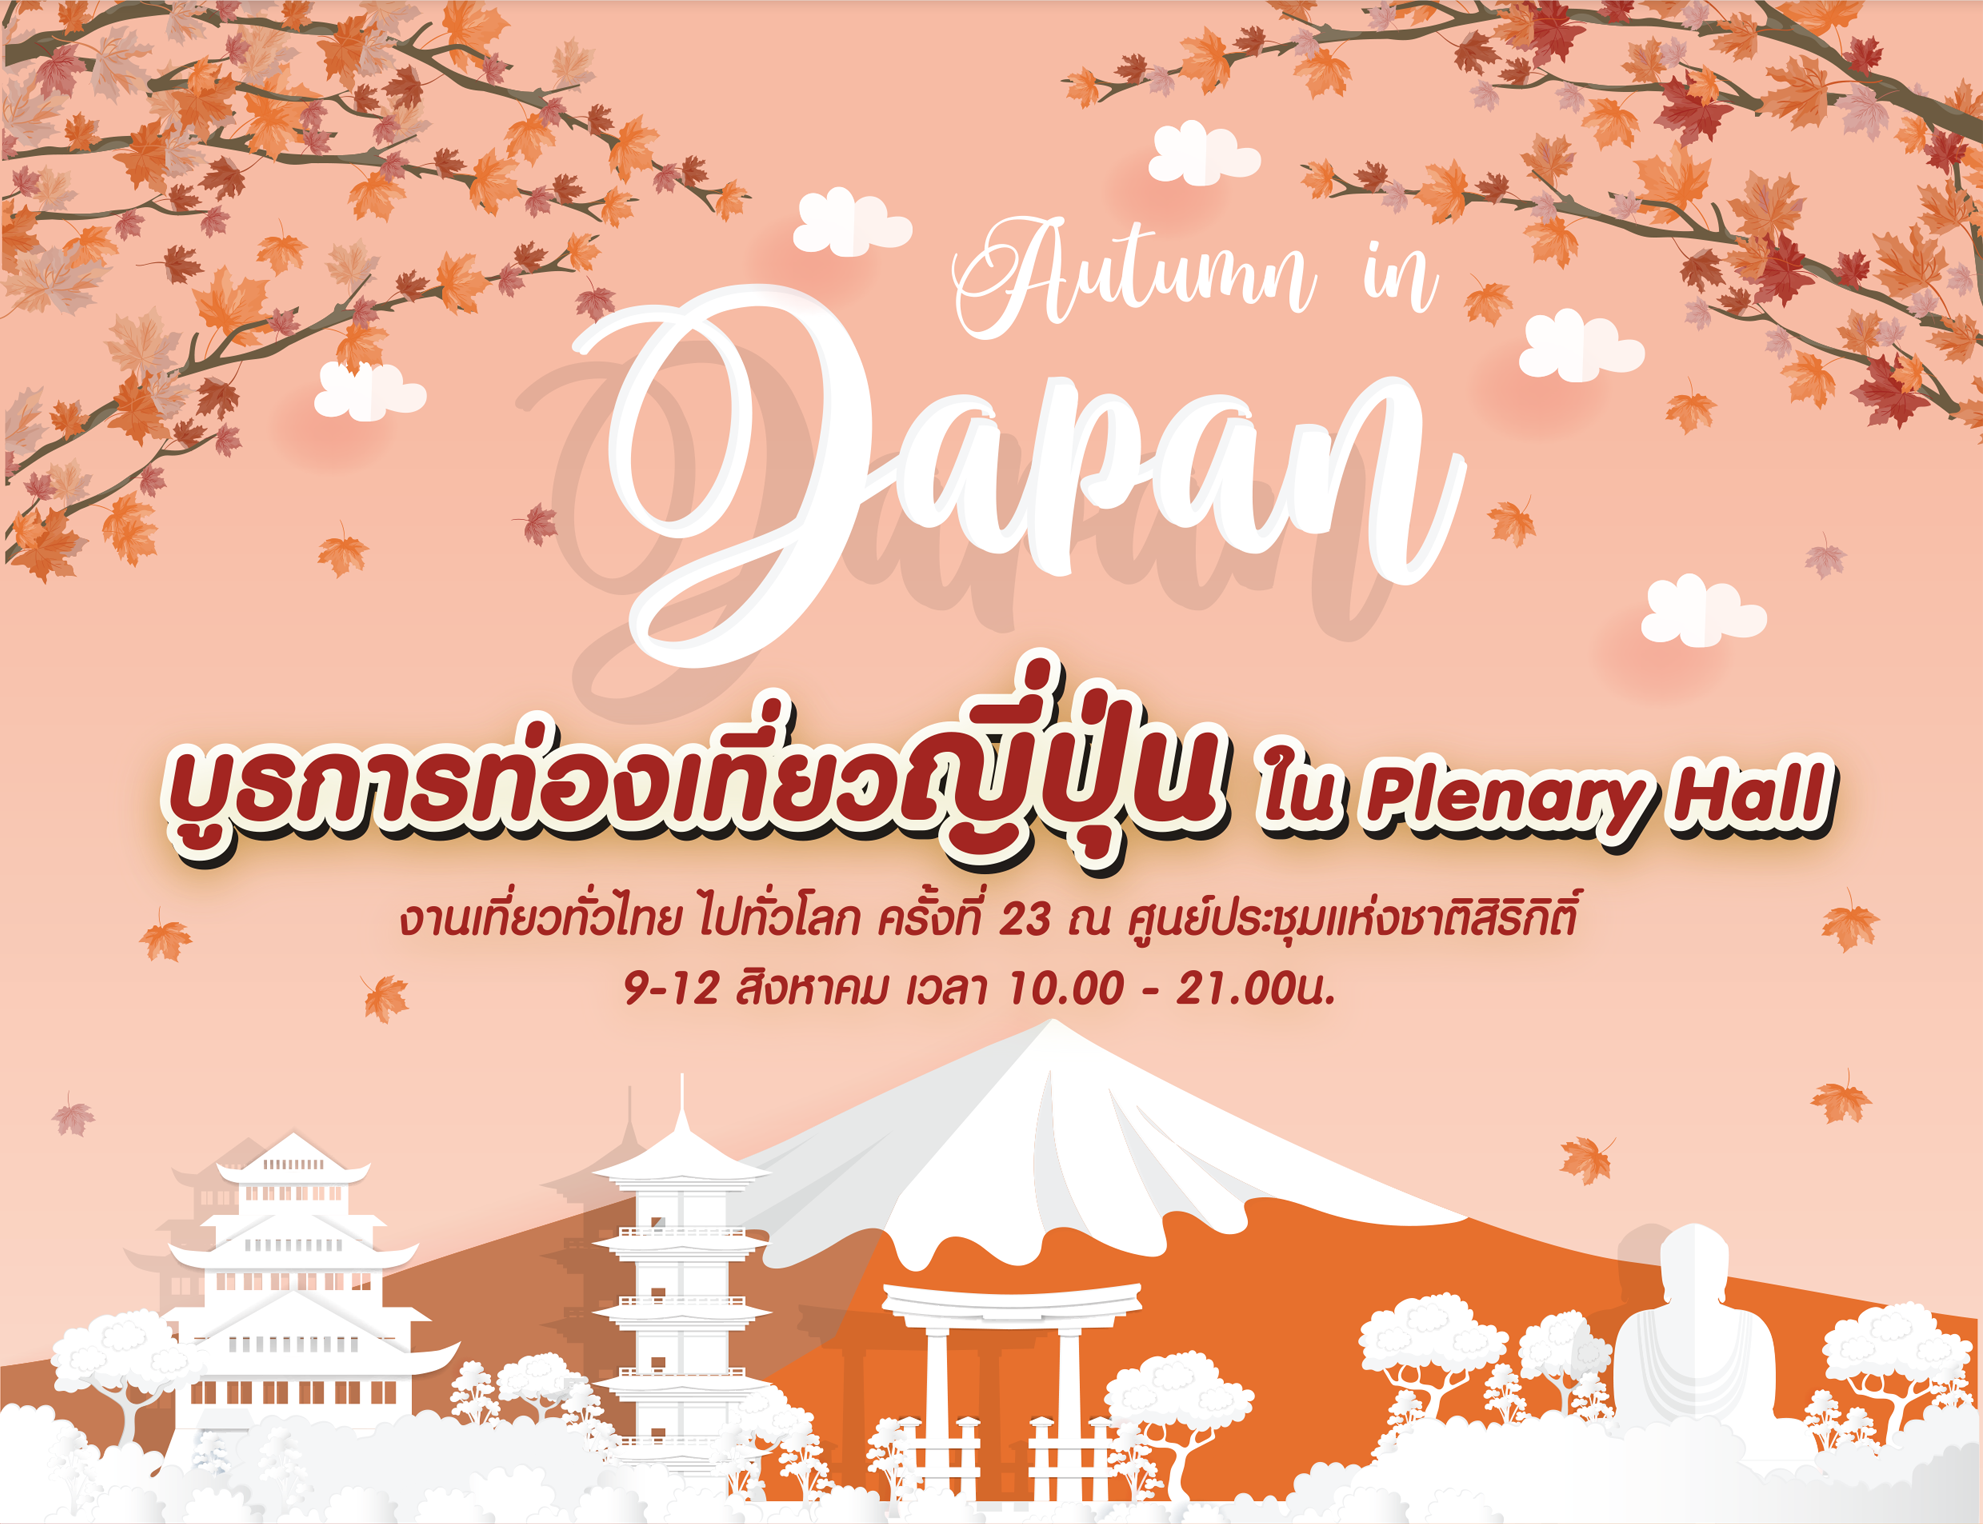 Autumn in
Japan
บูธการท่องเที่ยวญี่ปุ่น ใน Plenary Hall
งานเที่ยวทั่วไทย ไปทั่วโลก ครั้งที่ 23 ณ ศูนย์ประชุมแห่งชาติสิริกิติ์
9-12 สิงหาคม เวลา 10.00 - 21.00น.